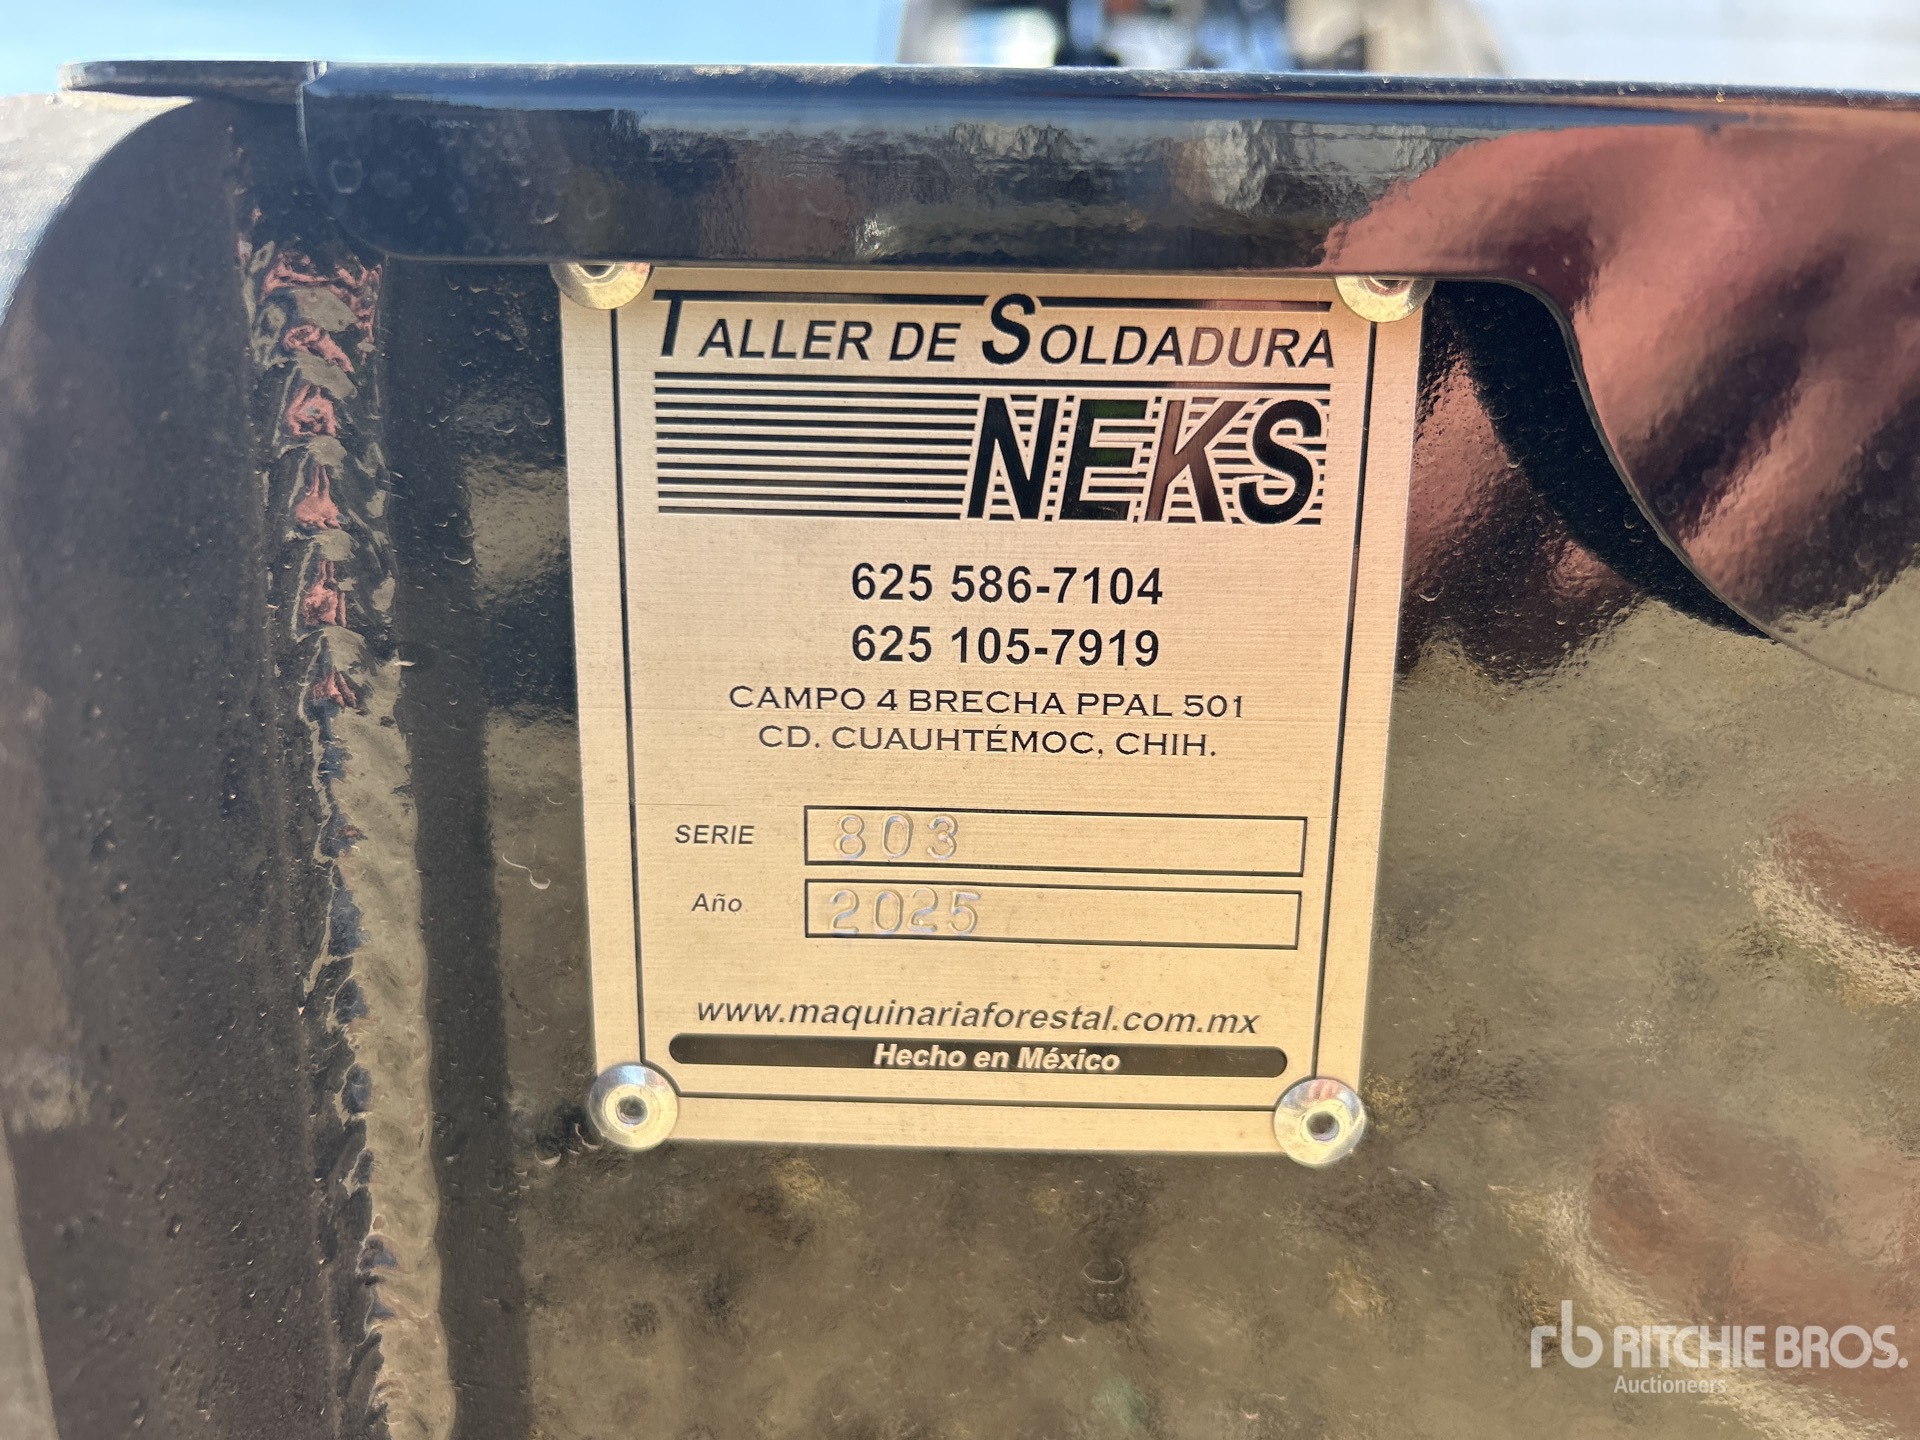 TALLER DE SOLDADURA
NEKS
625 586-7104
625 105-7919
CAMPO 4 BRECHA PPAL 501
CD. CUAUHTÉMOC, CHIH.
SERIE 803
Año 2025
www.maquinariaforestal.com.mx
Hecho en México
rb RITCHIE BROS.
Auctioneers